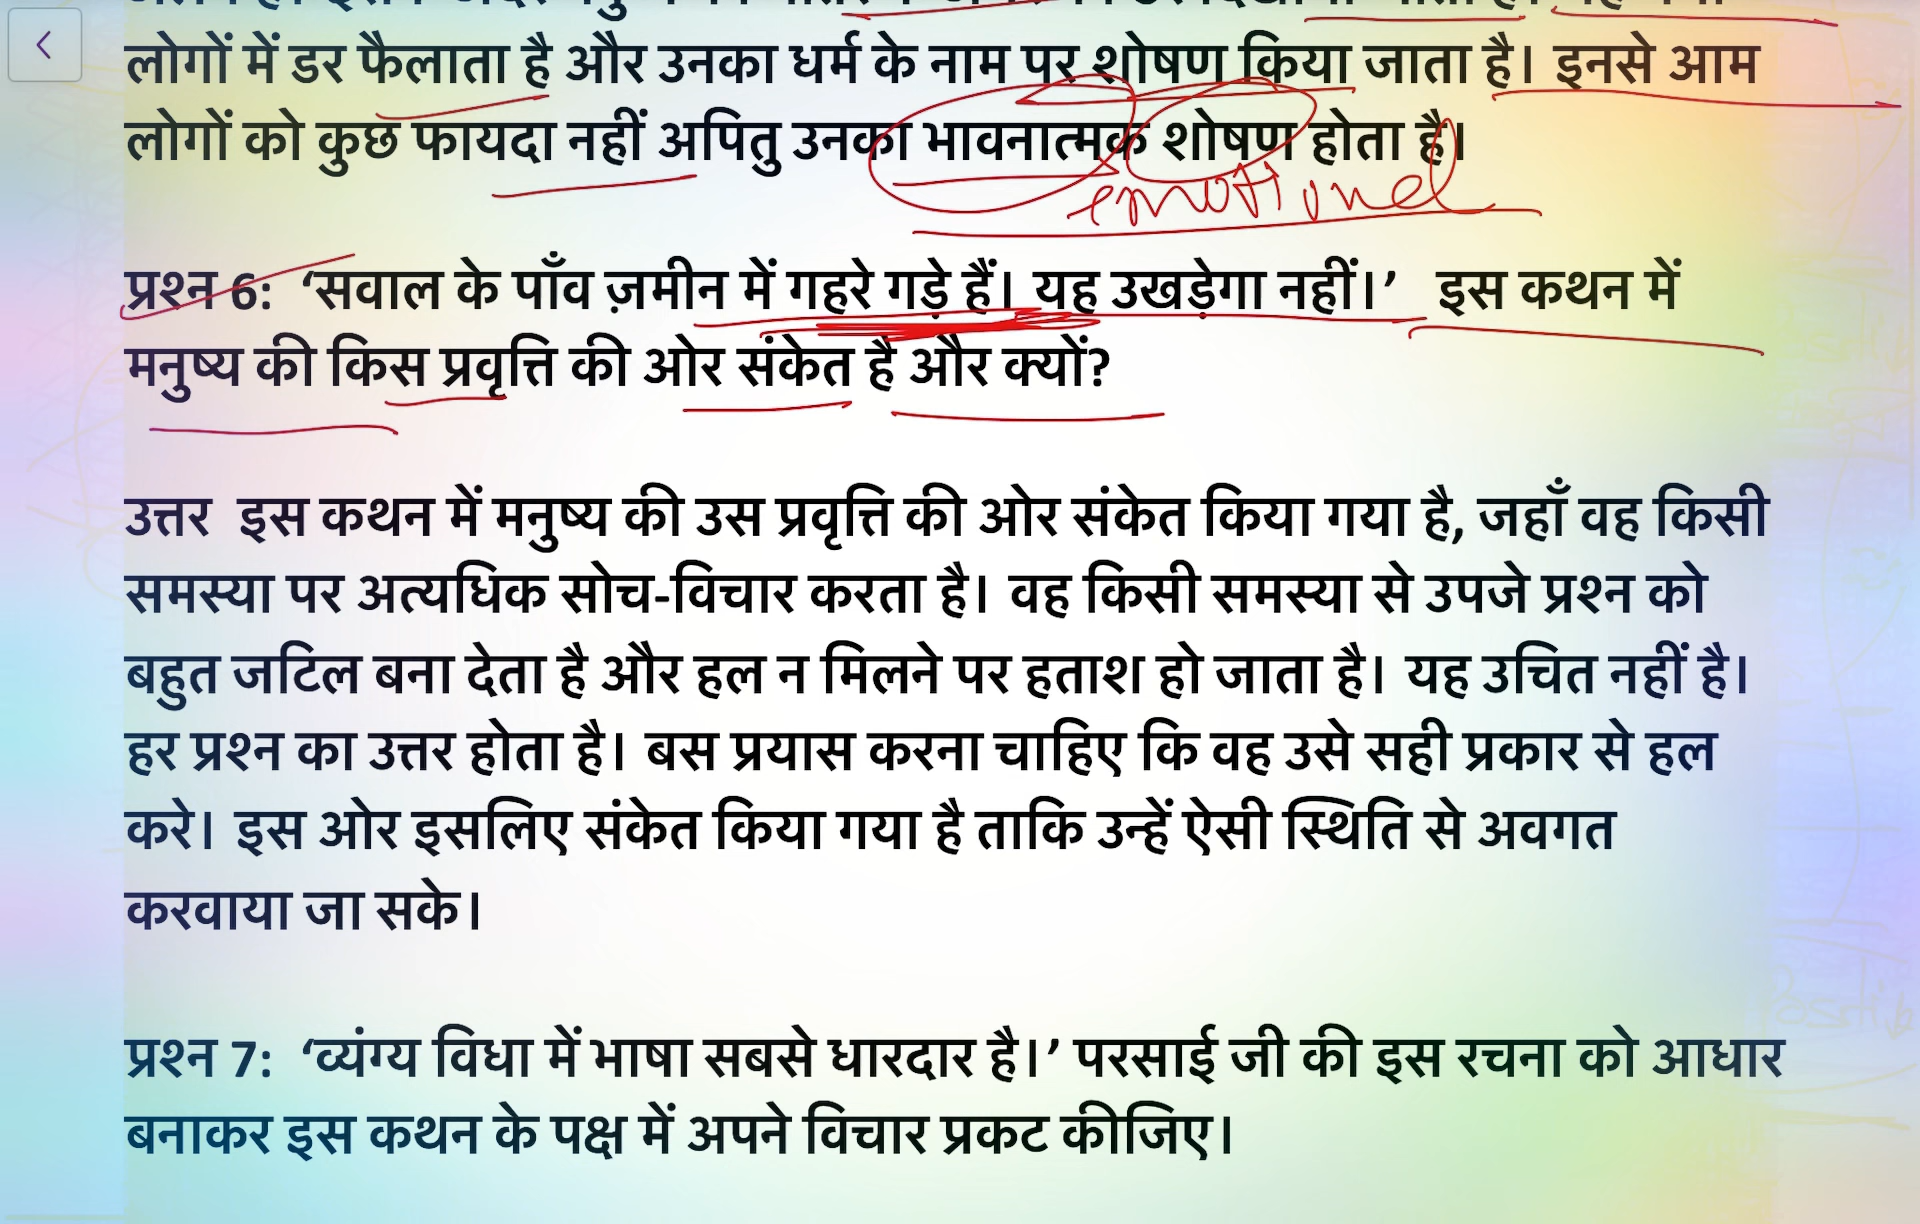 लोगों में डर फैलाता है और उनका धर्म के नाम पर शोषण किया जाता है। इनसे आम
लोगों को कुछ फायदा नहीं अपितु उनका भावनात्मक शोषण होता है।
emotional
प्रश्न 6: ‘सवाल के पाँव ज़मीन में गहरे गड़े हैं। यह उखड़ेगा नहीं।’ इस कथन में
मनुष्य की किस प्रवृत्ति की ओर संकेत है और क्यों?
उत्तर इस कथन में मनुष्य की उस प्रवृत्ति की ओर संकेत किया गया है, जहाँ वह किसी
समस्या पर अत्यधिक सोच-विचार करता है। वह किसी समस्या से उपजे प्रश्न को
बहुत जटिल बना देता है और हल न मिलने पर हताश हो जाता है। यह उचित नहीं है।
हर प्रश्न का उत्तर होता है। बस प्रयास करना चाहिए कि वह उसे सही प्रकार से हल
करे। इस ओर इसलिए संकेत किया गया है ताकि उन्हें ऐसी स्थिति से अवगत
करवाया जा सके।
प्रश्न 7: ‘व्यंग्य विधा में भाषा सबसे धारदार है।’ परसाई जी की इस रचना को आधार
बनाकर इस कथन के पक्ष में अपने विचार प्रकट कीजिए।